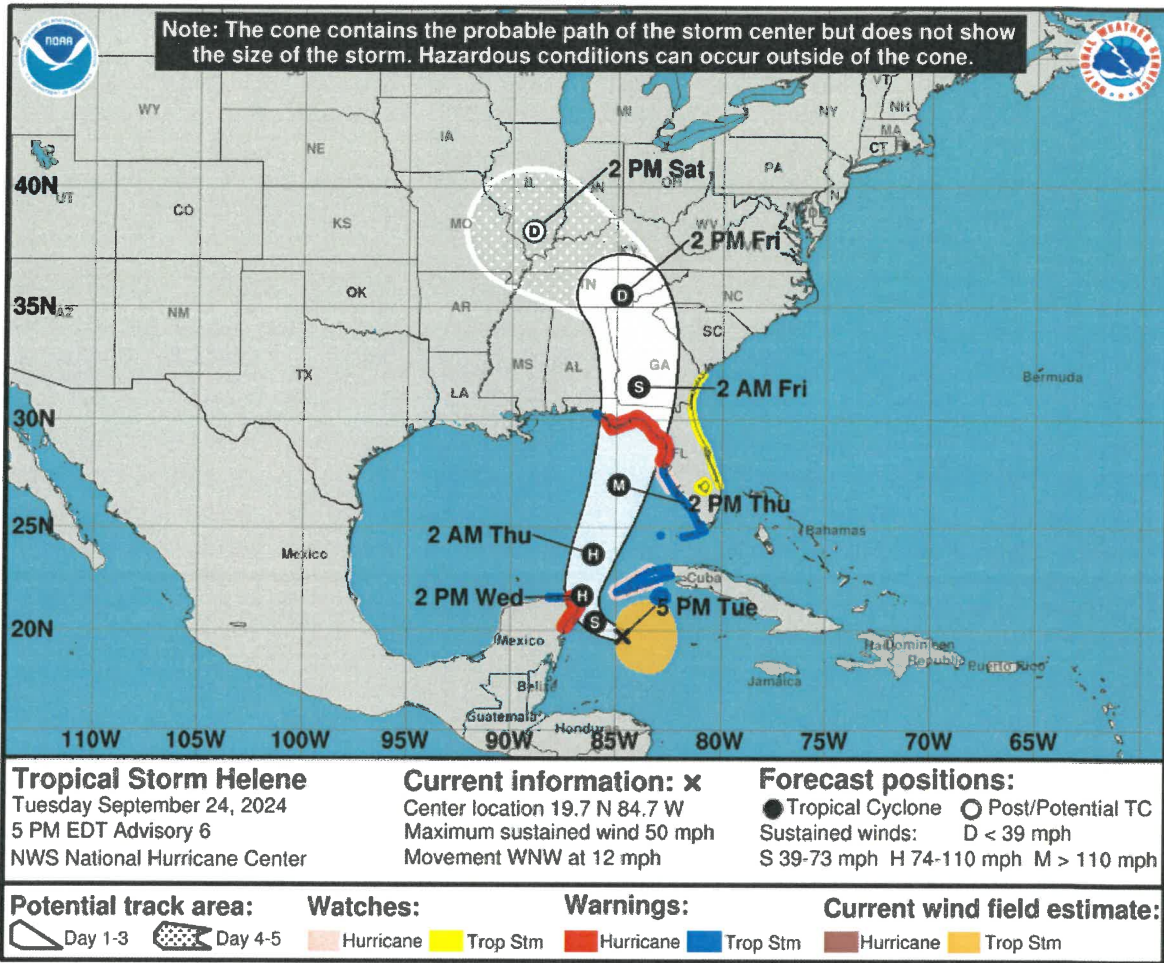 Note: The cone contains the probable path of the storm center but does not show
the size of the storm. Hazardous conditions can occur outside of the cone.
NOAA
NATIONAL WEATHER SERVICE
VT
WY
MI
NY
NH
IA
MA
NE
CT
2 PM Sat
PA
40N
UT
IL
IN
OH
CO
KS
MO
WV
KY
2 PM Fri
OK
TN
D
D
NC
35N
AZ
NM
AR
SC
MS
AL
GA
TX
S
2 AM Fri
Bermuda
LA
30N
FL
M
2 PM Thu
25N
2 AM Thu
Bahamas
H
Mexico
Cuba
2 PM Wed
H
5 PM Tue
S
20N
Mexico
Dominican
Republic
Puerto Rico
Jamaica
Belize
Guatemala
Honduras
110W 105W 100W 95W 90W 85W 80W 75W 70W 65W
Tropical Storm Helene
Tuesday September 24, 2024
5 PM EDT Advisory 6
NWS National Hurricane Center
Current information: x
Center location 19.7 N 84.7 W
Maximum sustained wind 50 mph
Movement WNW at 12 mph
Forecast positions:
Tropical Cyclone Post/Potential TC
Sustained winds: D < 39 mph
S 39-73 mph H 74-110 mph M > 110 mph
Potential track area:
Day 1-3 Day 4-5
Watches:
Hurricane Trop Stm
Warnings:
Hurricane Trop Stm
Current wind field estimate:
Hurricane Trop Stm